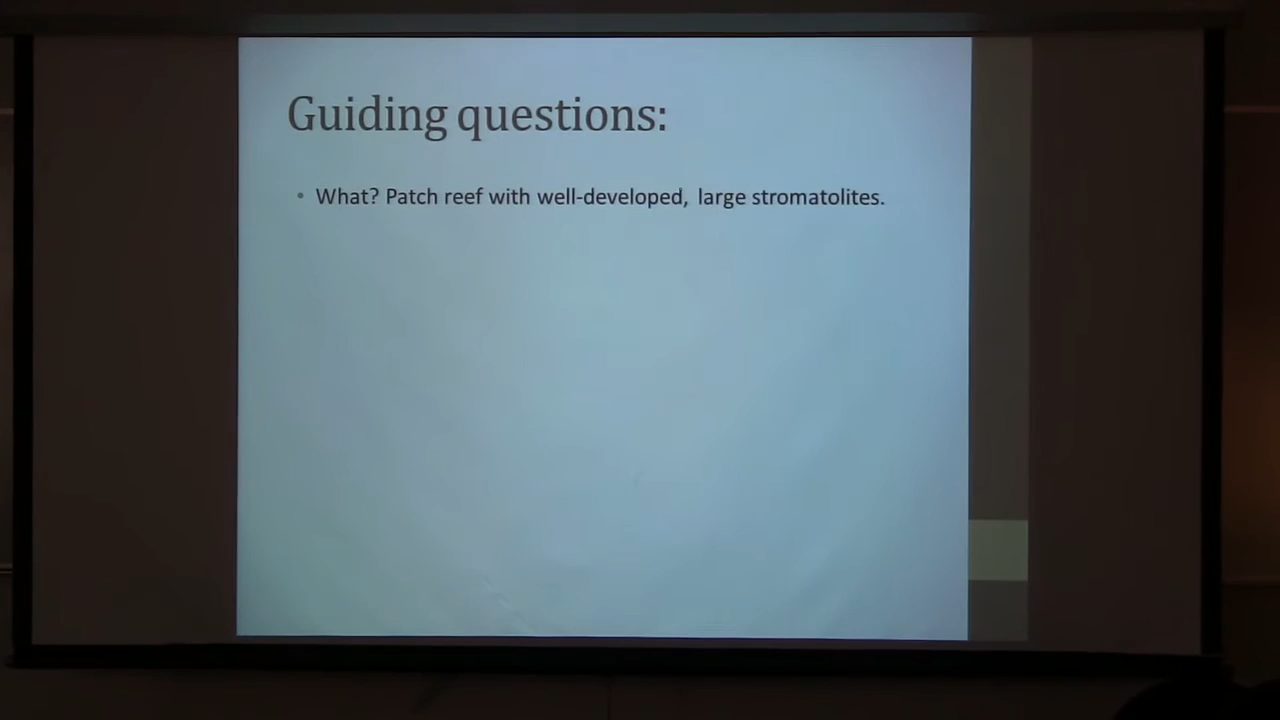 Guiding questions:
• What? Patch reef with well-developed, large stromatolites.